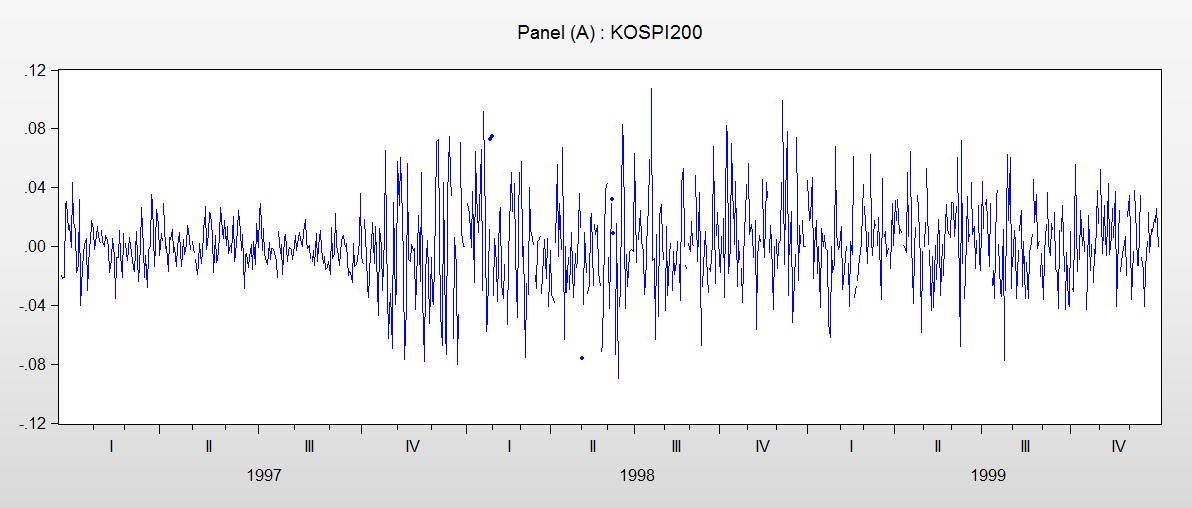 Panel (A) : KOSPI200
.12
.08
.04
.00
-.04
-.08
-.12
I II III IV I II III IV I II III IV
1997 1998 1999